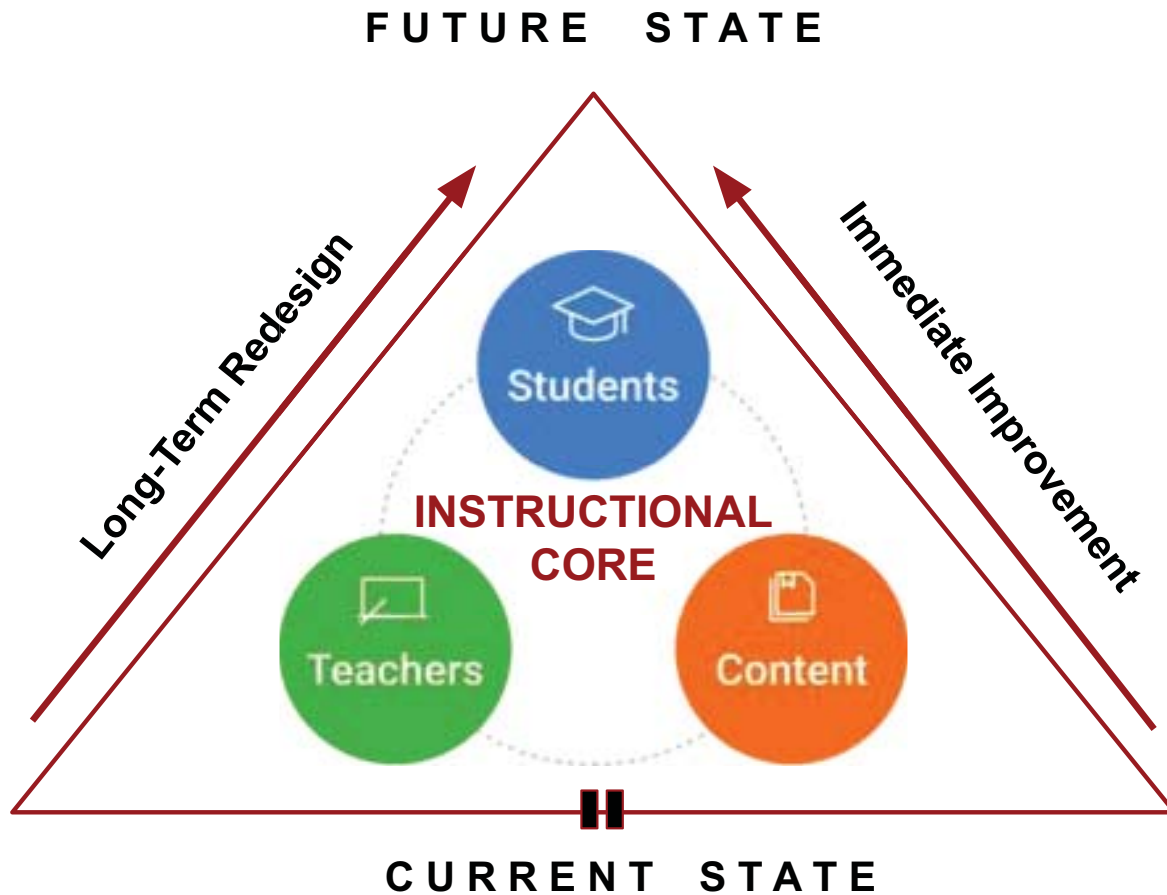 FUTURE STATE
Long-Term Redesign
Immediate Improvement
Students
INSTRUCTIONAL
CORE
Teachers
Content
CURRENT STATE